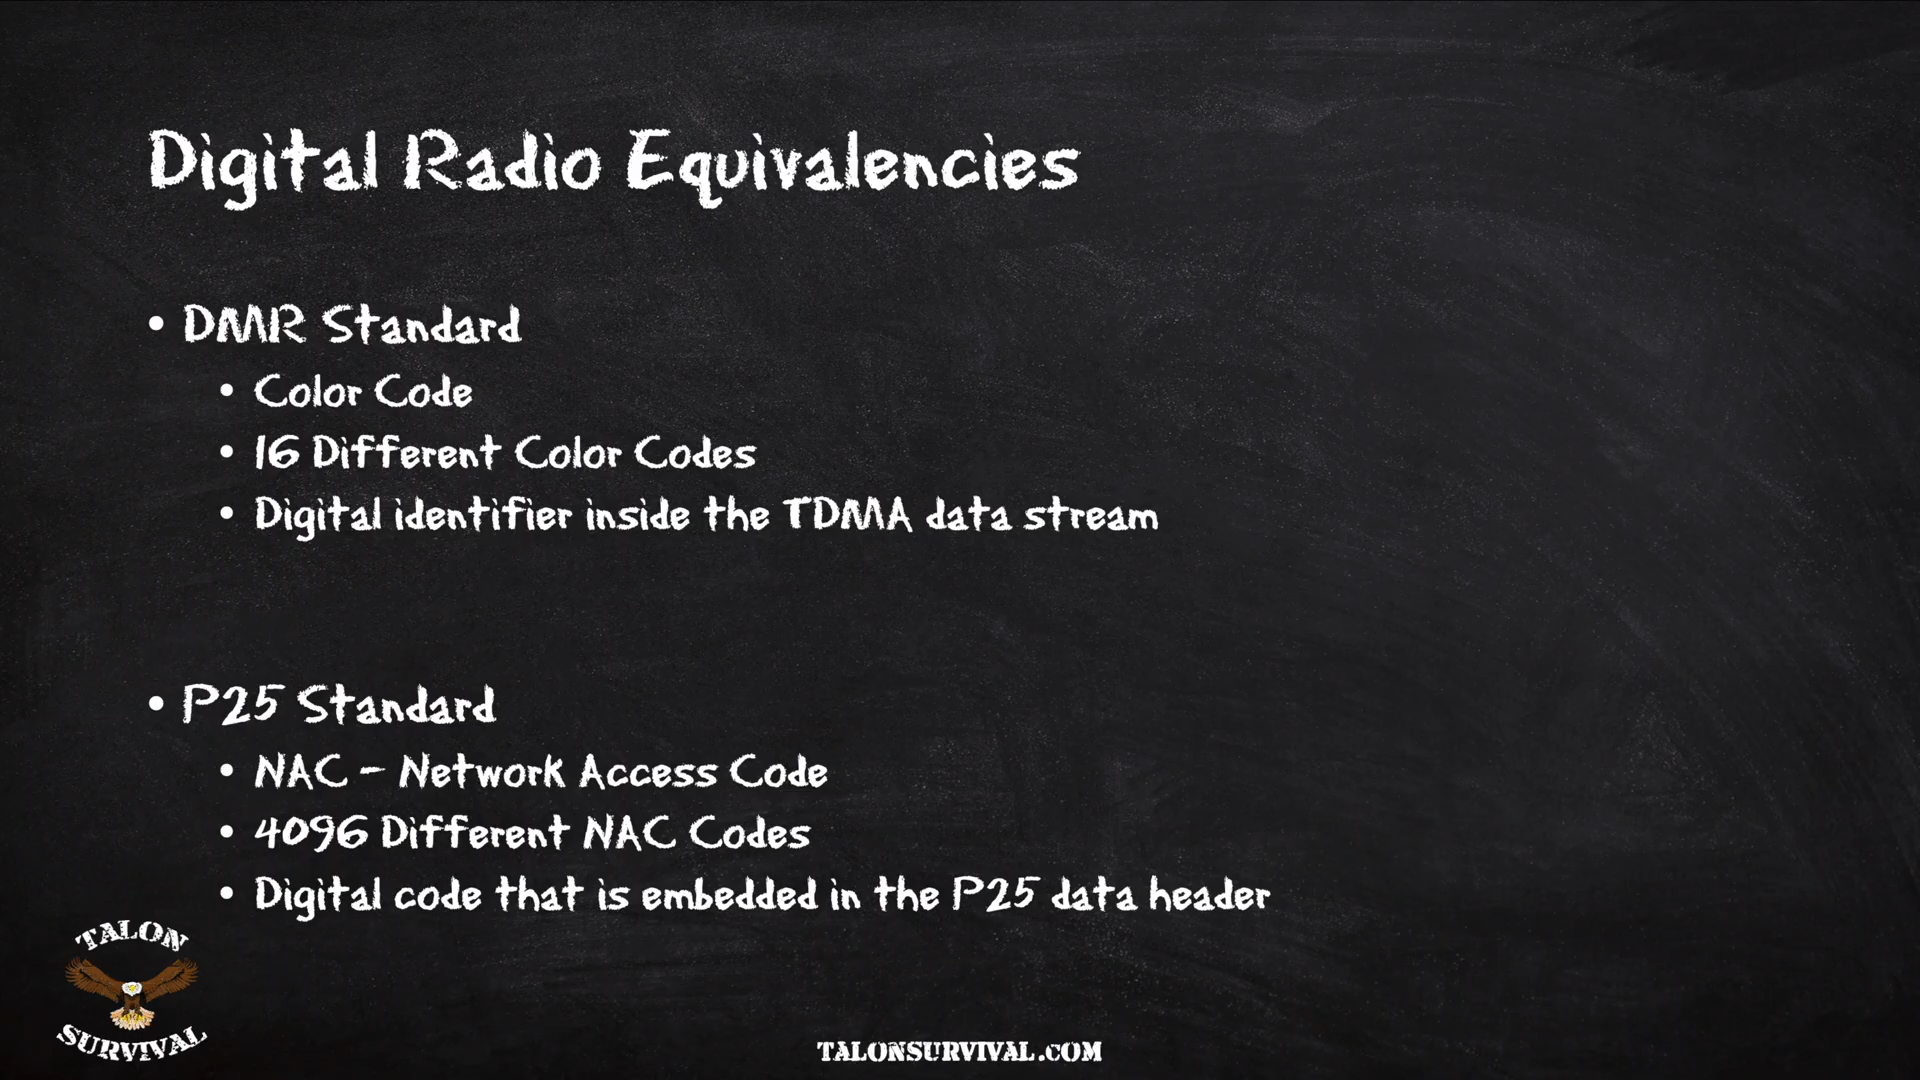 Digital Radio Equivalencies
• DMR Standard
• Color Code
• 16 Different Color Codes
• Digital identifier inside the TDMA data stream
• P25 Standard
• NAC - Network Access Code
• 4096 Different NAC Codes
• Digital code that is embedded in the P25 data header
TALON
SURVIVAL
TALONSURVIVAL.COM